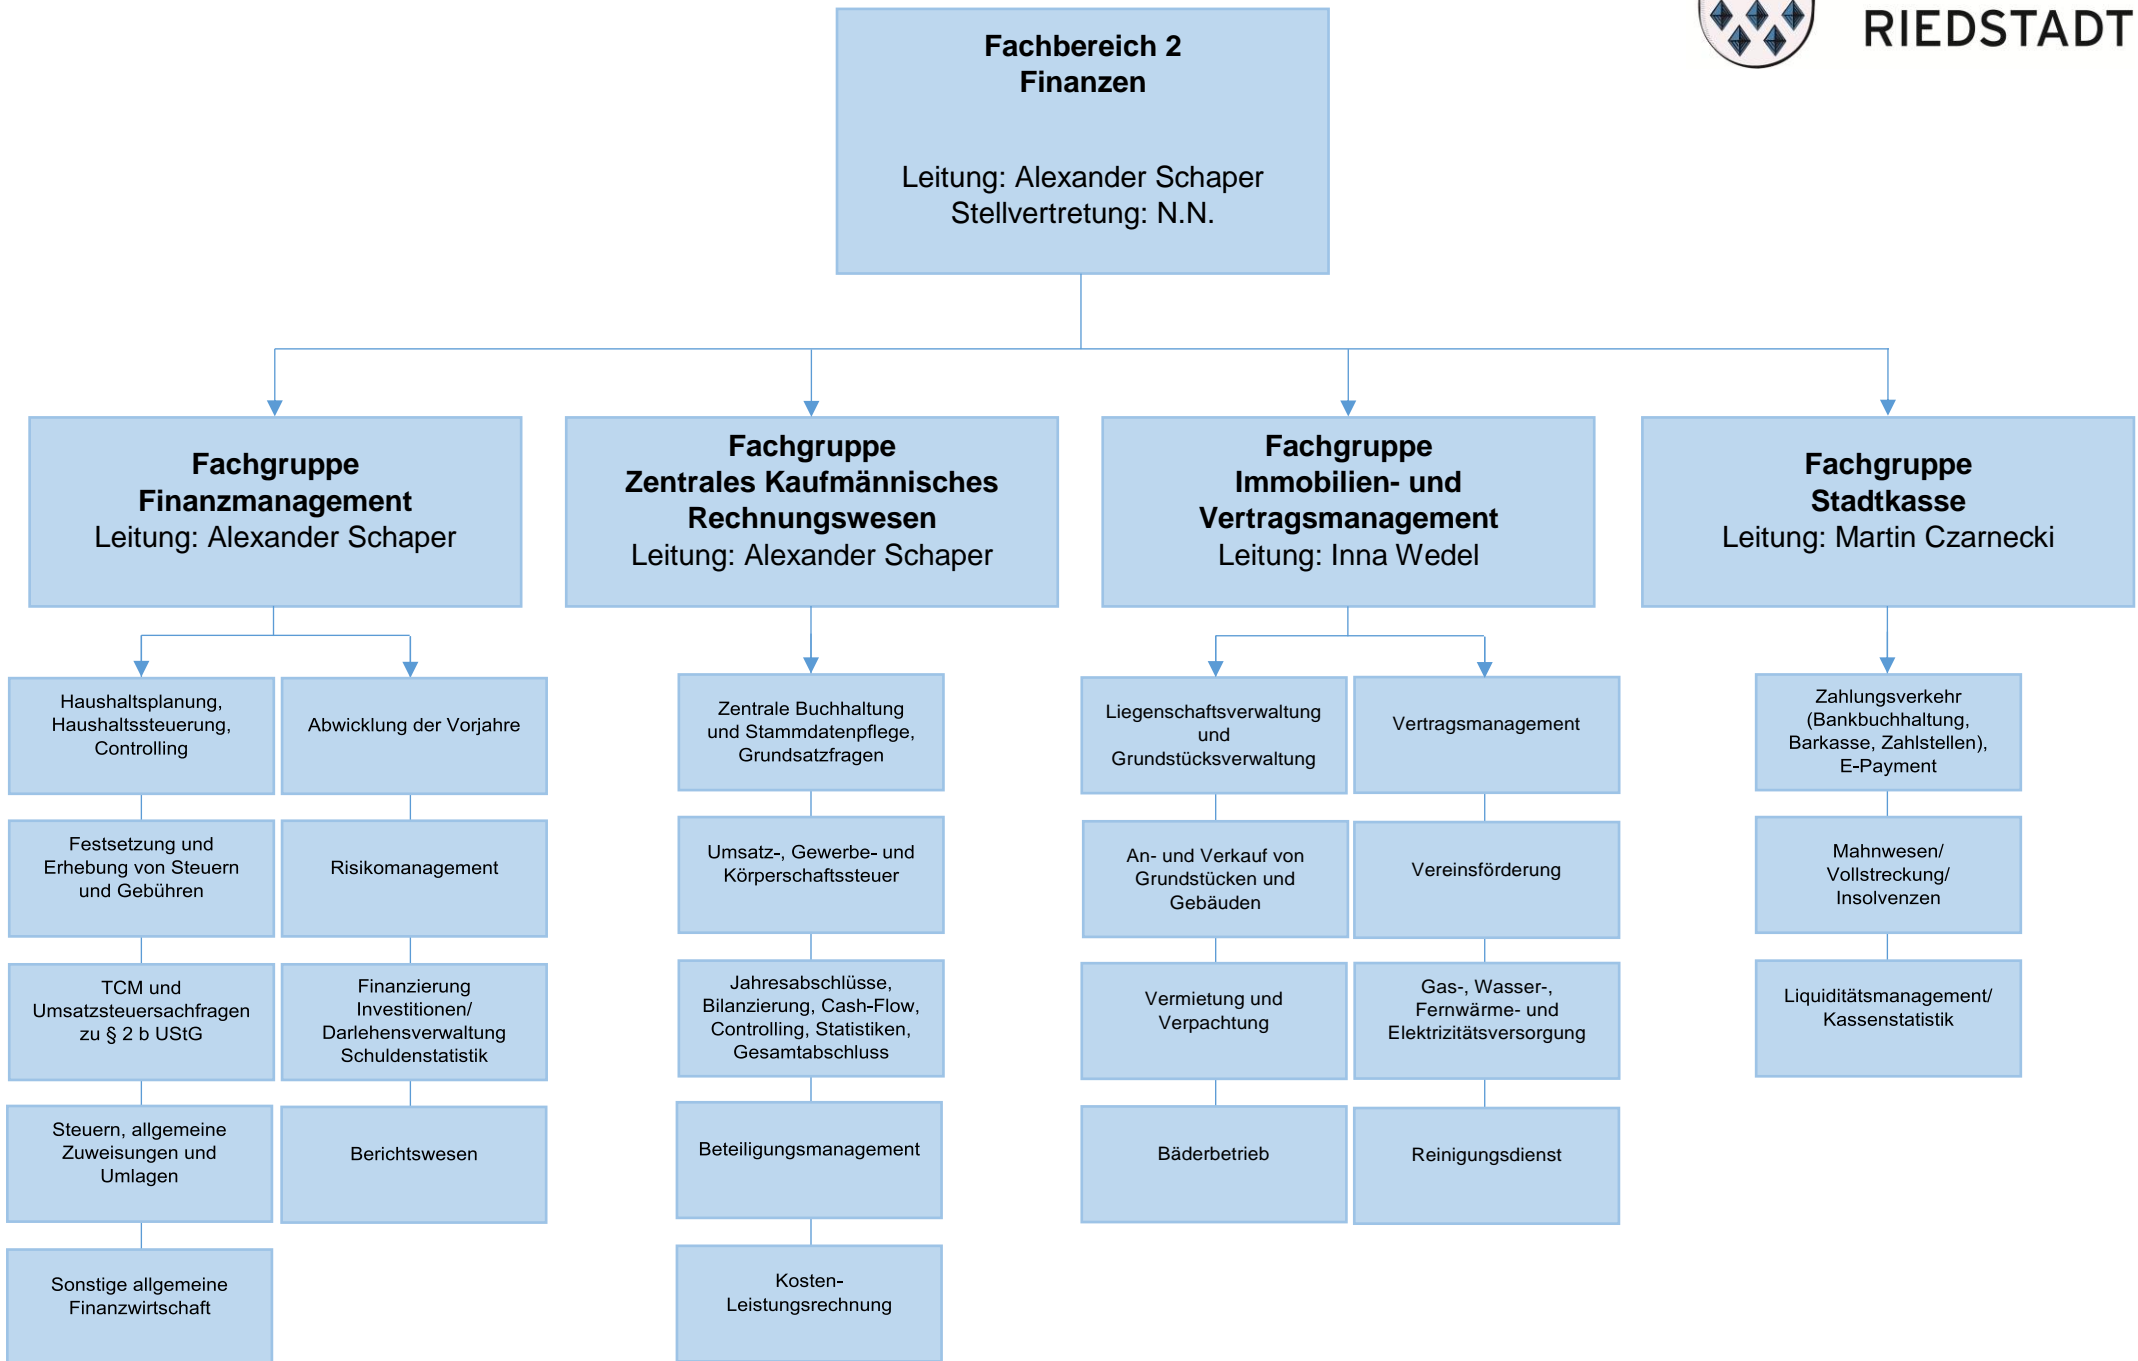 RIEDSTADT
Fachbereich 2
Finanzen
Leitung: Alexander Schaper
Stellvertretung: N.N.
Fachgruppe
Finanzmanagement
Leitung: Alexander Schaper
Fachgruppe
Zentrales Kaufmännisches
Rechnungswesen
Leitung: Alexander Schaper
Fachgruppe
Immobilien- und
Vertragsmanagement
Leitung: Inna Wedel
Fachgruppe
Stadtkasse
Leitung: Martin Czarnecki
Haushaltsplanung,
Haushaltssteuerung,
Controlling
Festsetzung und
Erhebung von Steuern
und Gebühren
TCM und
Umsatzsteuersachfragen
zu § 2 b UStG
Steuern, allgemeine
Zuweisungen und
Umlagen
Sonstige allgemeine
Finanzwirtschaft
Abwicklung der Vorjahre
Risikomanagement
Finanzierung
Investitionen/
Darlehensverwaltung
Schuldenstatistik
Berichtswesen
Zentrale Buchhaltung
und Stammdatenpflege,
Grundsatzfragen
Umsatz-, Gewerbe- und
Körperschaftssteuer
Jahresabschlüsse,
Bilanzierung, Cash-Flow,
Controlling, Statistiken,
Gesamtabschluss
Beteiligungsmanagement
Kosten-
Leistungsrechnung
Liegenschaftsverwaltung
und
Grundstücksverwaltung
An- und Verkauf von
Grundstücken und
Gebäuden
Vermietung und
Verpachtung
Bäderbetrieb
Vertragsmanagement
Vereinsförderung
Gas-, Wasser-,
Fernwärme- und
Elektrizitätsversorgung
Reinigungsdienst
Zahlungsverkehr
(Bankbuchhaltung,
Barkasse, Zahlstellen),
E-Payment
Mahnwesen/
Vollstreckung/
Insolvenzen
Liquiditätsmanagement/
Kassenstatistik